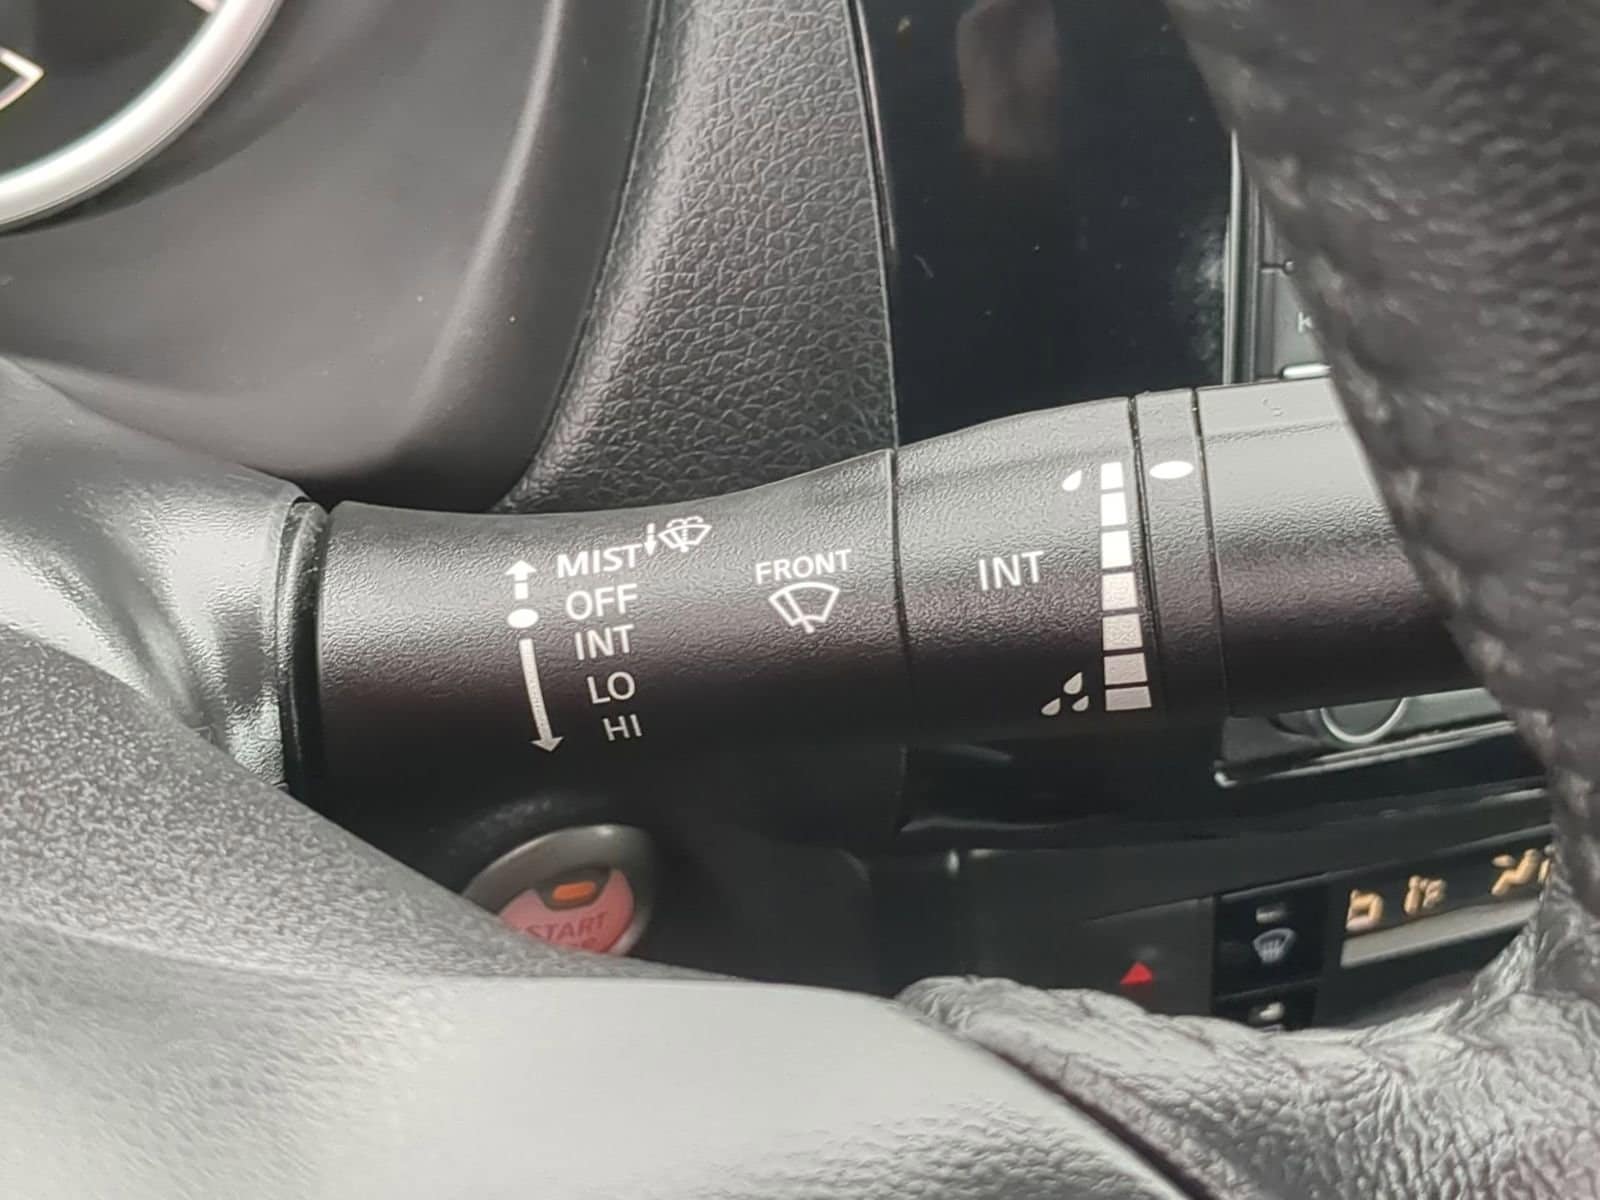 MIST
OFF
INT
LO
HI
FRONT
INT
START